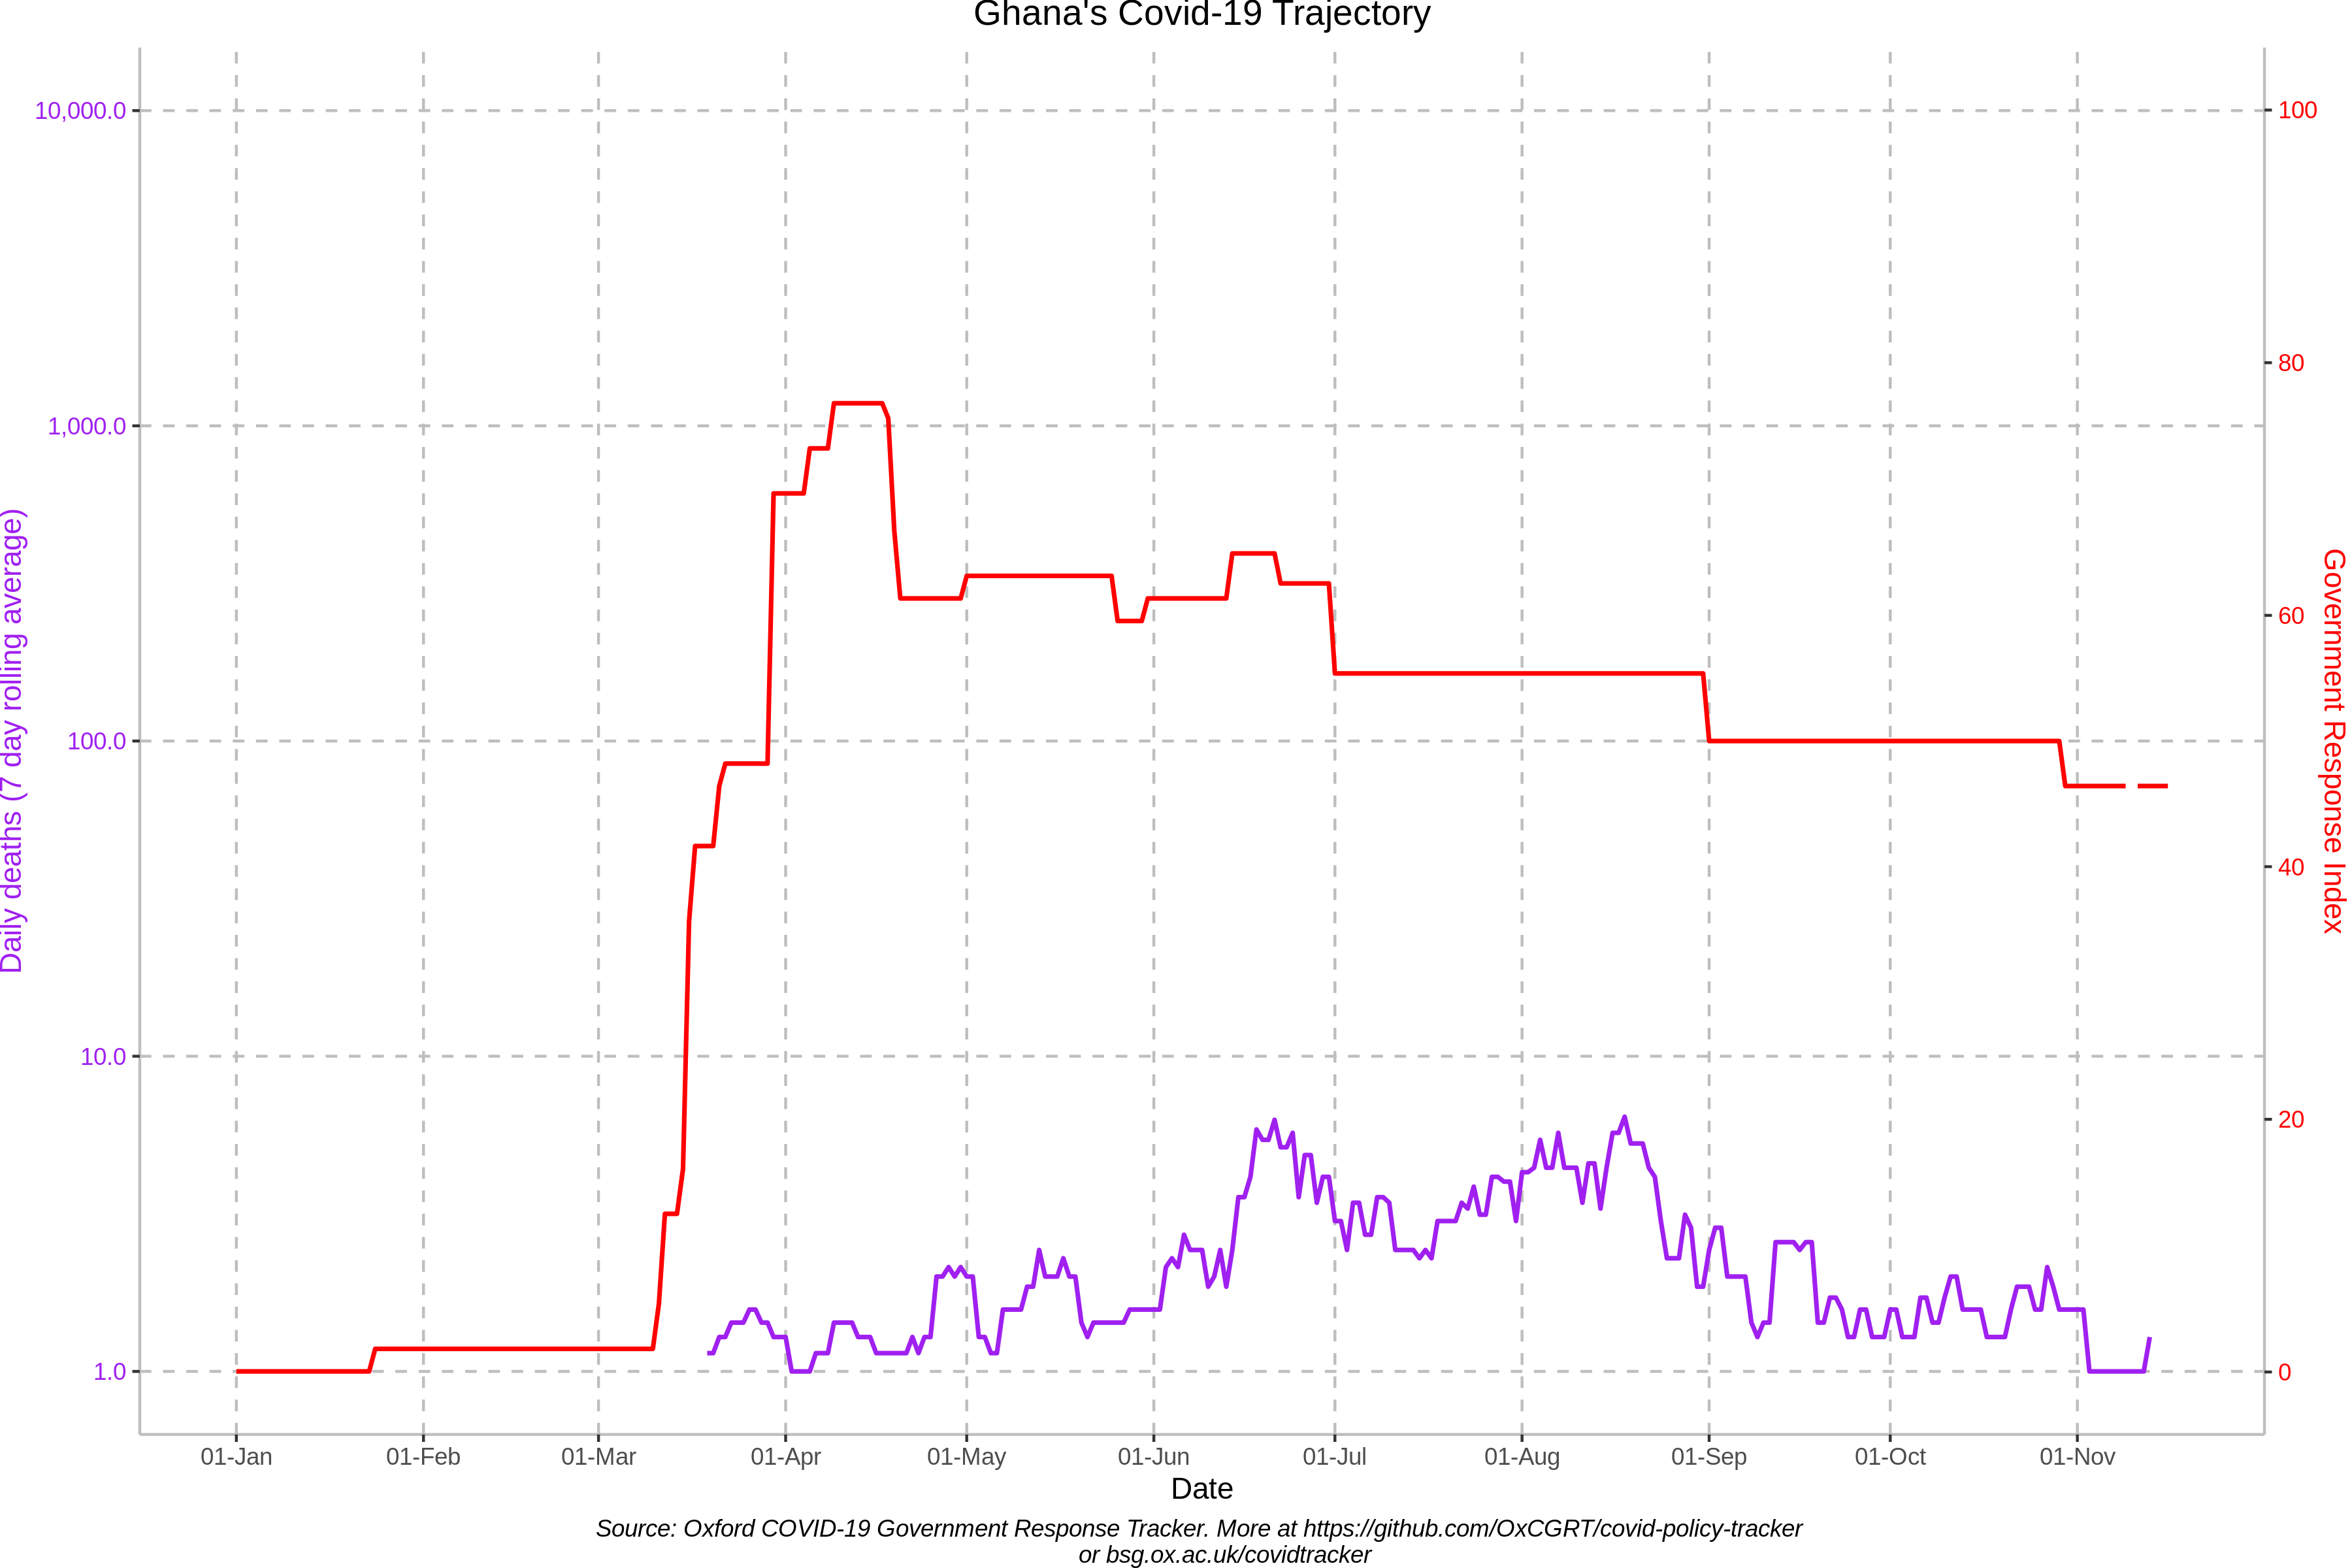 Ghana's Covid-19 Trajectory
10,000.0
1,000.0
100.0
10.0
1.0
Daily deaths (7 day rolling average)
100
80
60
40
20
0
Government Response Index
01-Jan
01-Feb
01-Mar
01-Apr
01-May
01-Jun
01-Jul
01-Aug
01-Sep
01-Oct
01-Nov
Date
Source: Oxford COVID-19 Government Response Tracker. More at https://github.com/OxCGRT/covid-policy-tracker
or bsg.ox.ac.uk/covidtracker